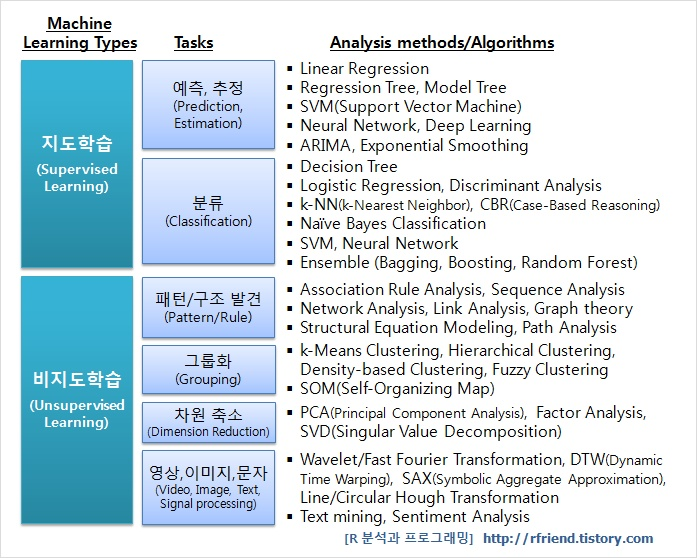 Machine
Learning Types
Tasks
Analysis methods/Algorithms
지도학습
(Supervised
Learning)
예측, 추정
(Prediction,
Estimation)
▪ Linear Regression
▪ Regression Tree, Model Tree
▪ SVM(Support Vector Machine)
▪ Neural Network, Deep Learning
▪ ARIMA, Exponential Smoothing
분류
(Classification)
▪ Decision Tree
▪ Logistic Regression, Discriminant Analysis
▪ k-NN(k-Nearest Neighbor), CBR(Case-Based Reasoning)
▪ Naïve Bayes Classification
▪ SVM, Neural Network
▪ Ensemble (Bagging, Boosting, Random Forest)
비지도학습
(Unsupervised
Learning)
패턴/구조 발견
(Pattern/Rule)
▪ Association Rule Analysis, Sequence Analysis
▪ Network Analysis, Link Analysis, Graph theory
▪ Structural Equation Modeling, Path Analysis
그룹화
(Grouping)
▪ k-Means Clustering, Hierarchical Clustering,
Density-based Clustering, Fuzzy Clustering
▪ SOM(Self-Organizing Map)
차원 축소
(Dimension Reduction)
▪ PCA(Principal Component Analysis), Factor Analysis,
SVD(Singular Value Decomposition)
영상,이미지,문자
(Video, Image, Text,
Signal processing)
▪ Wavelet/Fast Fourier Transformation, DTW(Dynamic
Time Warping), SAX(Symbolic Aggregate Approximation),
Line/Circular Hough Transformation
▪ Text mining, Sentiment Analysis
[R 분석과 프로그래밍] http://rfriend.tistory.com